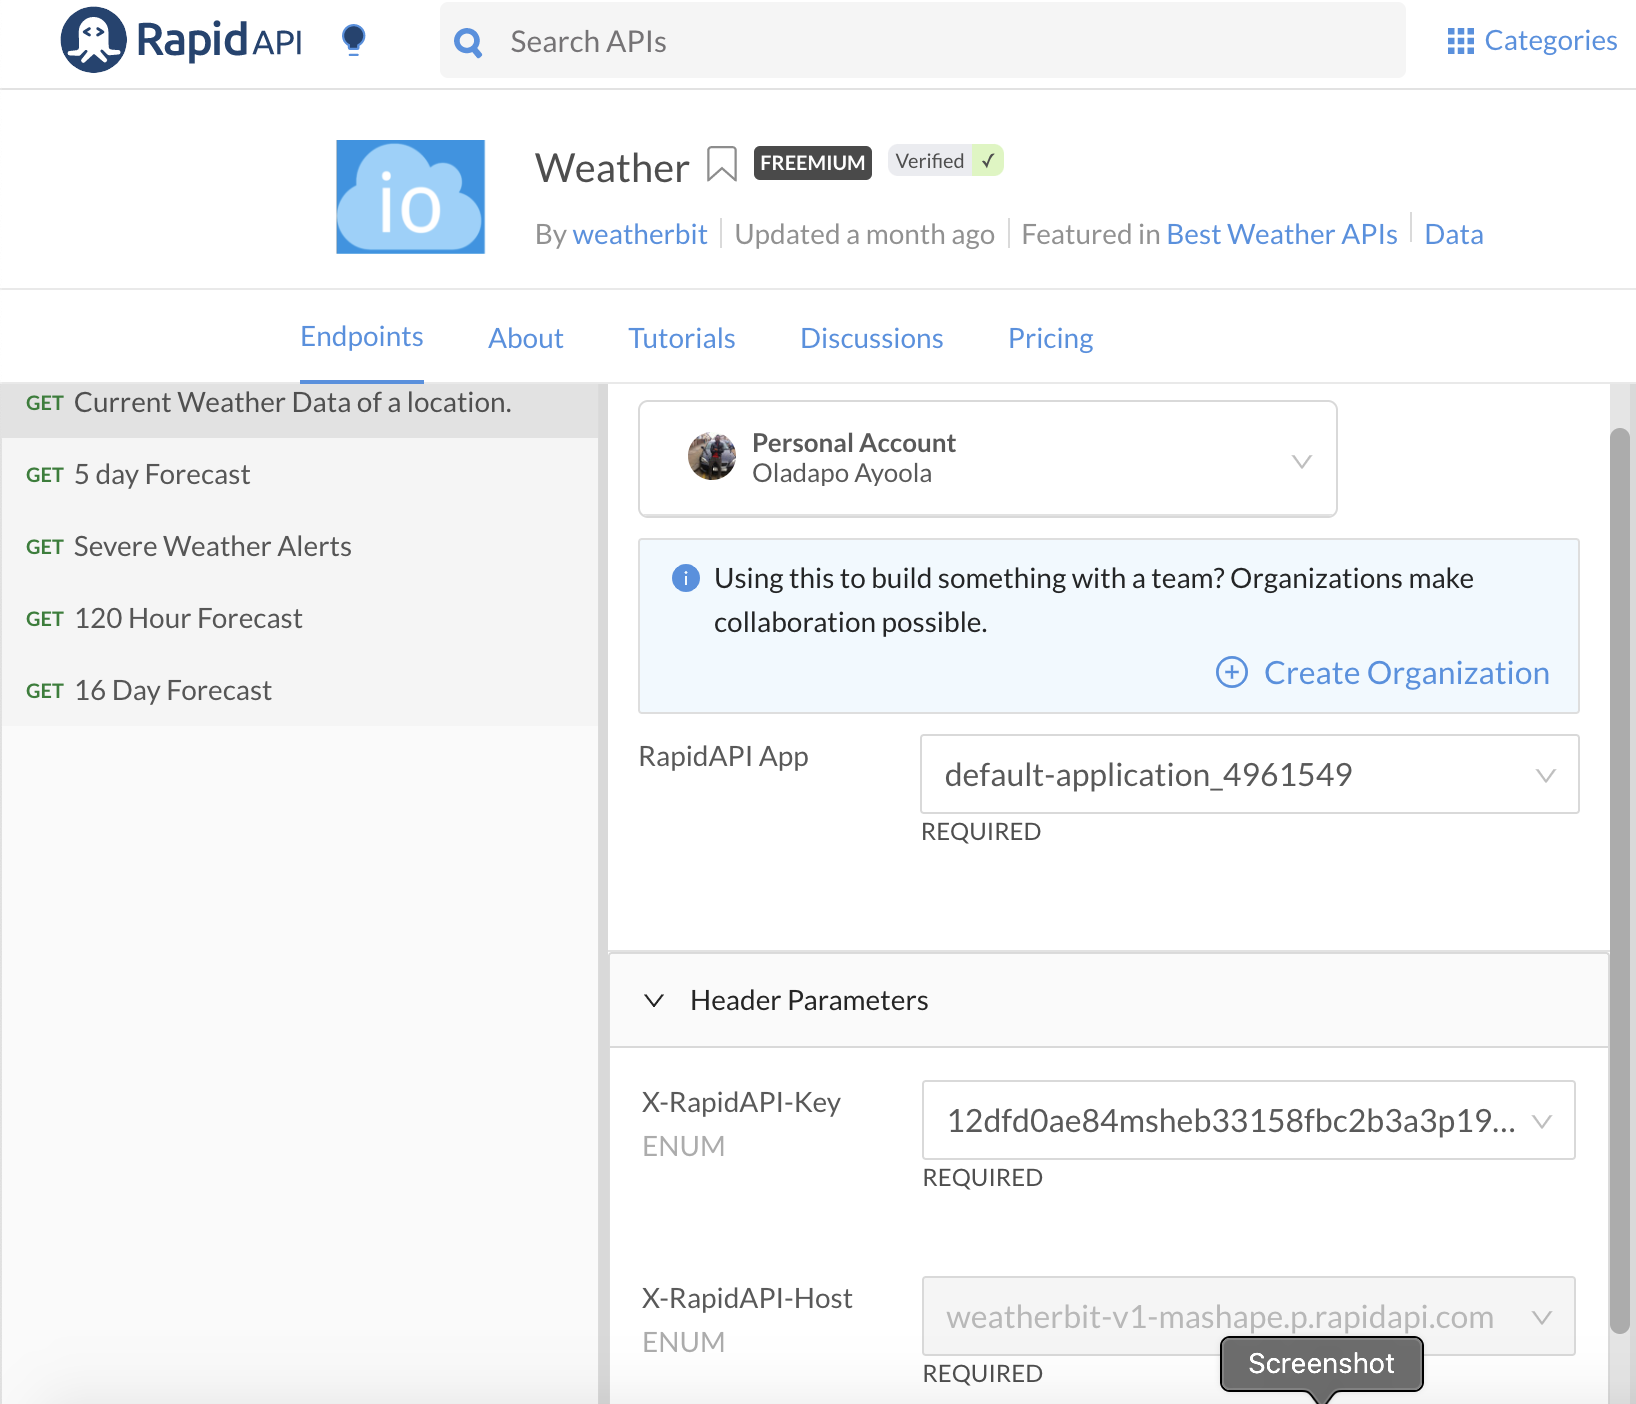 RapidAPI
Search APIs
Categories
io
Weather FREEMIUM Verified ✓
By weatherbit Updated a month ago Featured in Best Weather APIs Data
Endpoints About Tutorials Discussions Pricing
GET Current Weather Data of a location.
GET 5 day Forecast
GET Severe Weather Alerts
GET 120 Hour Forecast
GET 16 Day Forecast
Personal Account
Oladapo Ayoola
Using this to build something with a team? Organizations make
collaboration possible.
Create Organization
RapidAPI App
default-application_4961549
REQUIRED
Header Parameters
X-RapidAPI-Key
ENUM
12dfd0ae84msheb33158fbc2b3a3p19...
REQUIRED
X-RapidAPI-Host
ENUM
weatherbit-v1-mashape.p.rapidapi.com
REQUIRED
Screenshot